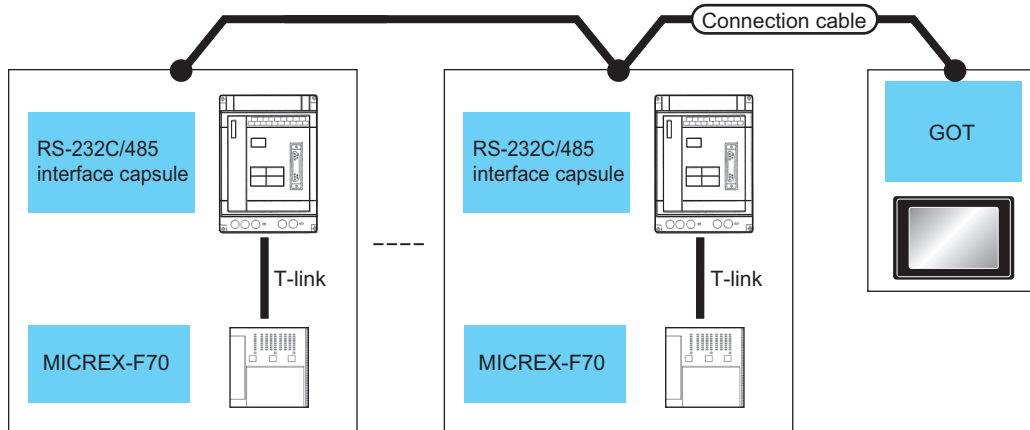 Connection cable
RS-232C/485
interface capsule
T-link
MICREX-F70
RS-232C/485
interface capsule
T-link
MICREX-F70
GOT